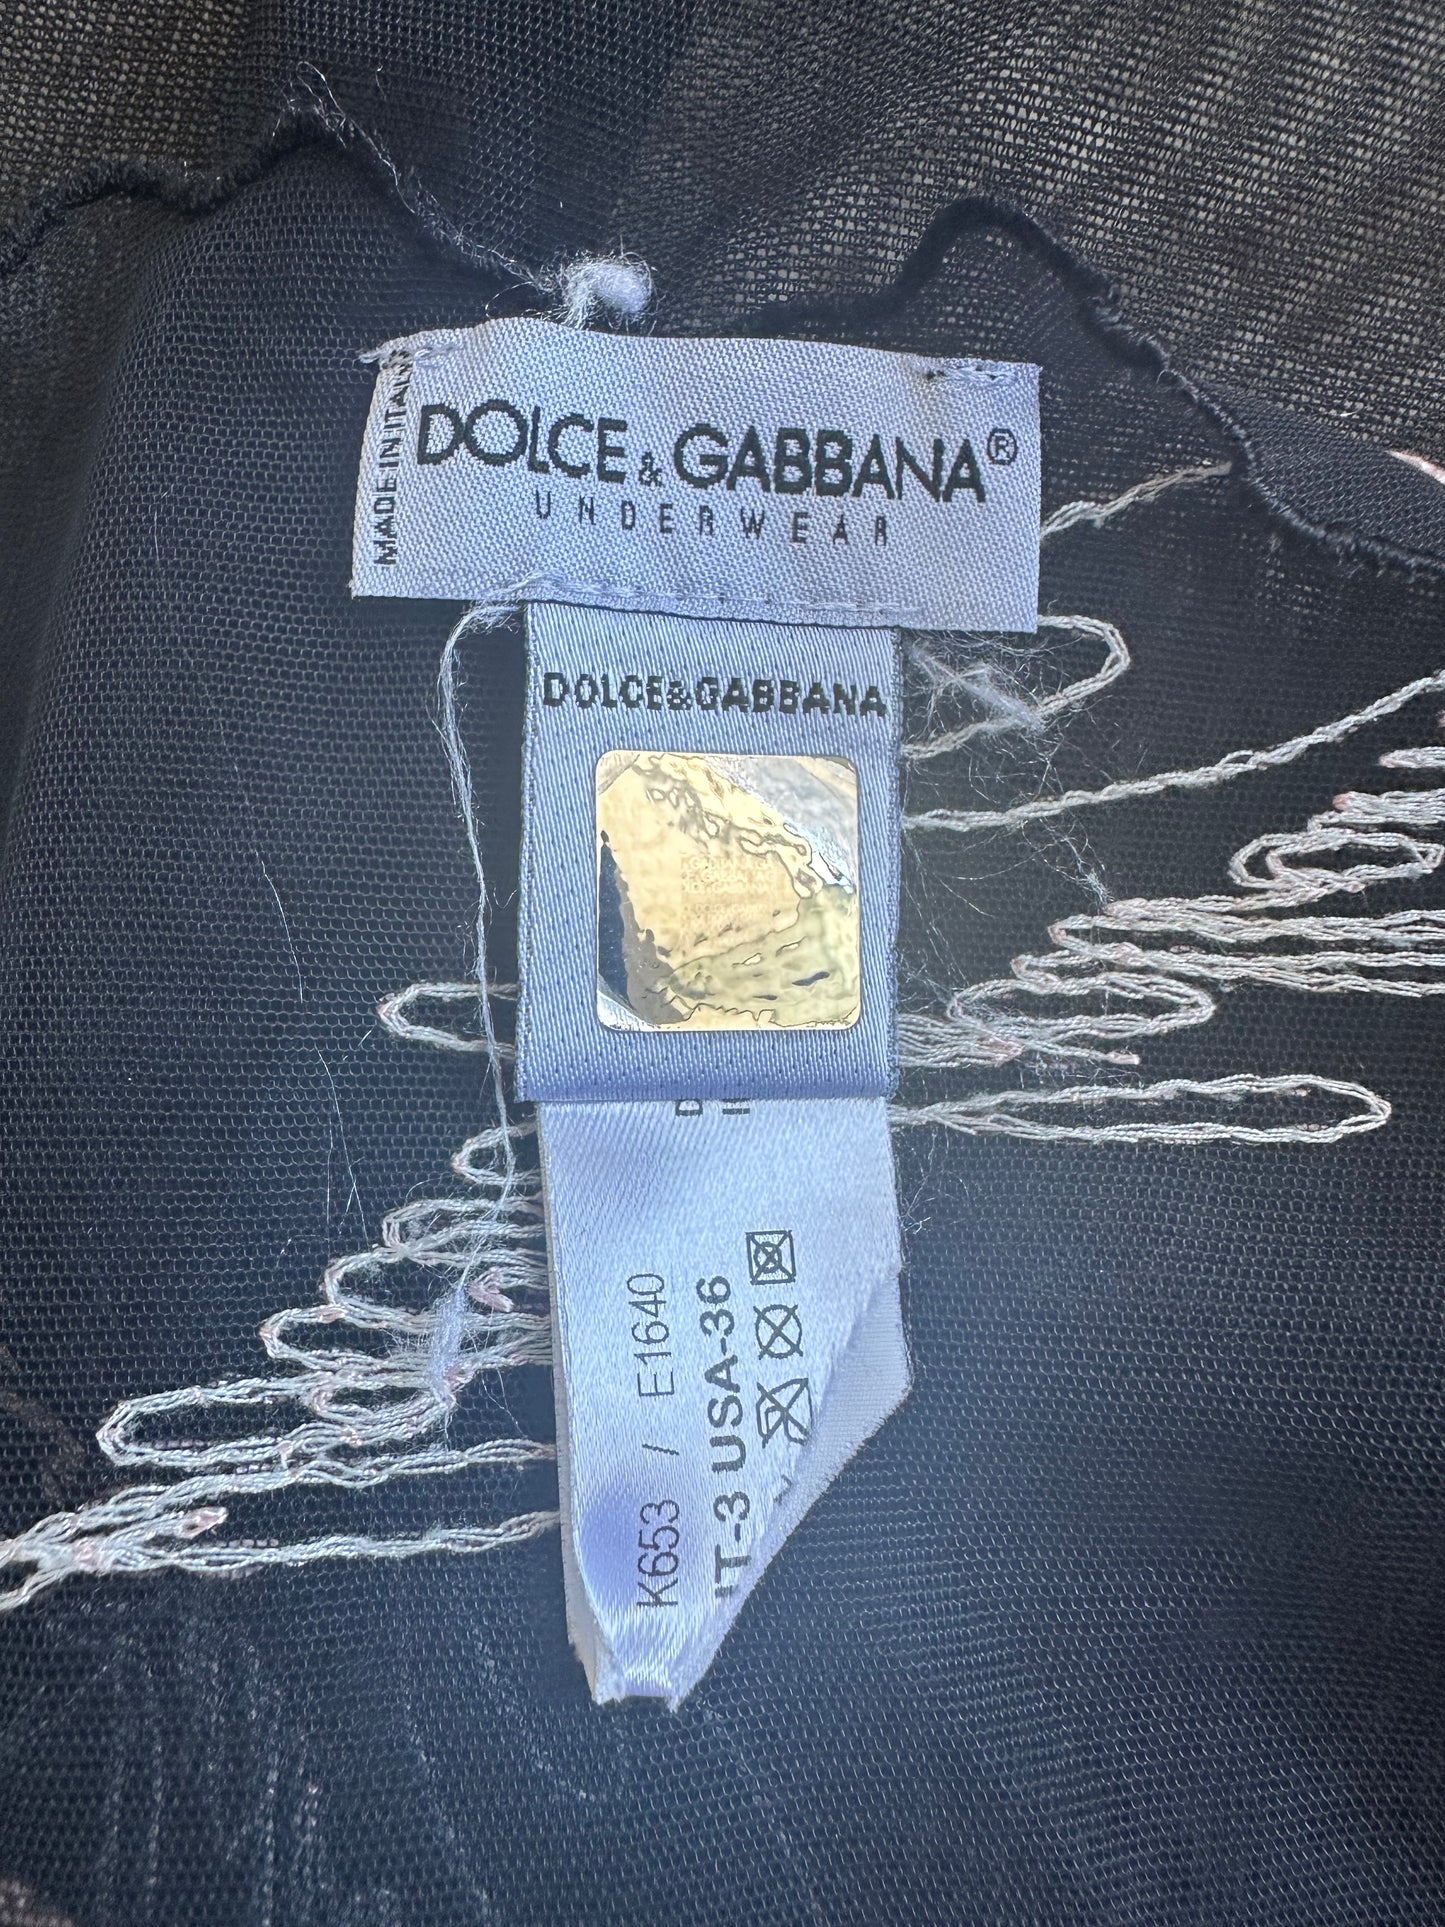 MADE IN ITALY
DOLCE & GABBANA®
UNDERWEAR
DOLCE&GABBANA
K653 / E1640
IT-3 USA-36